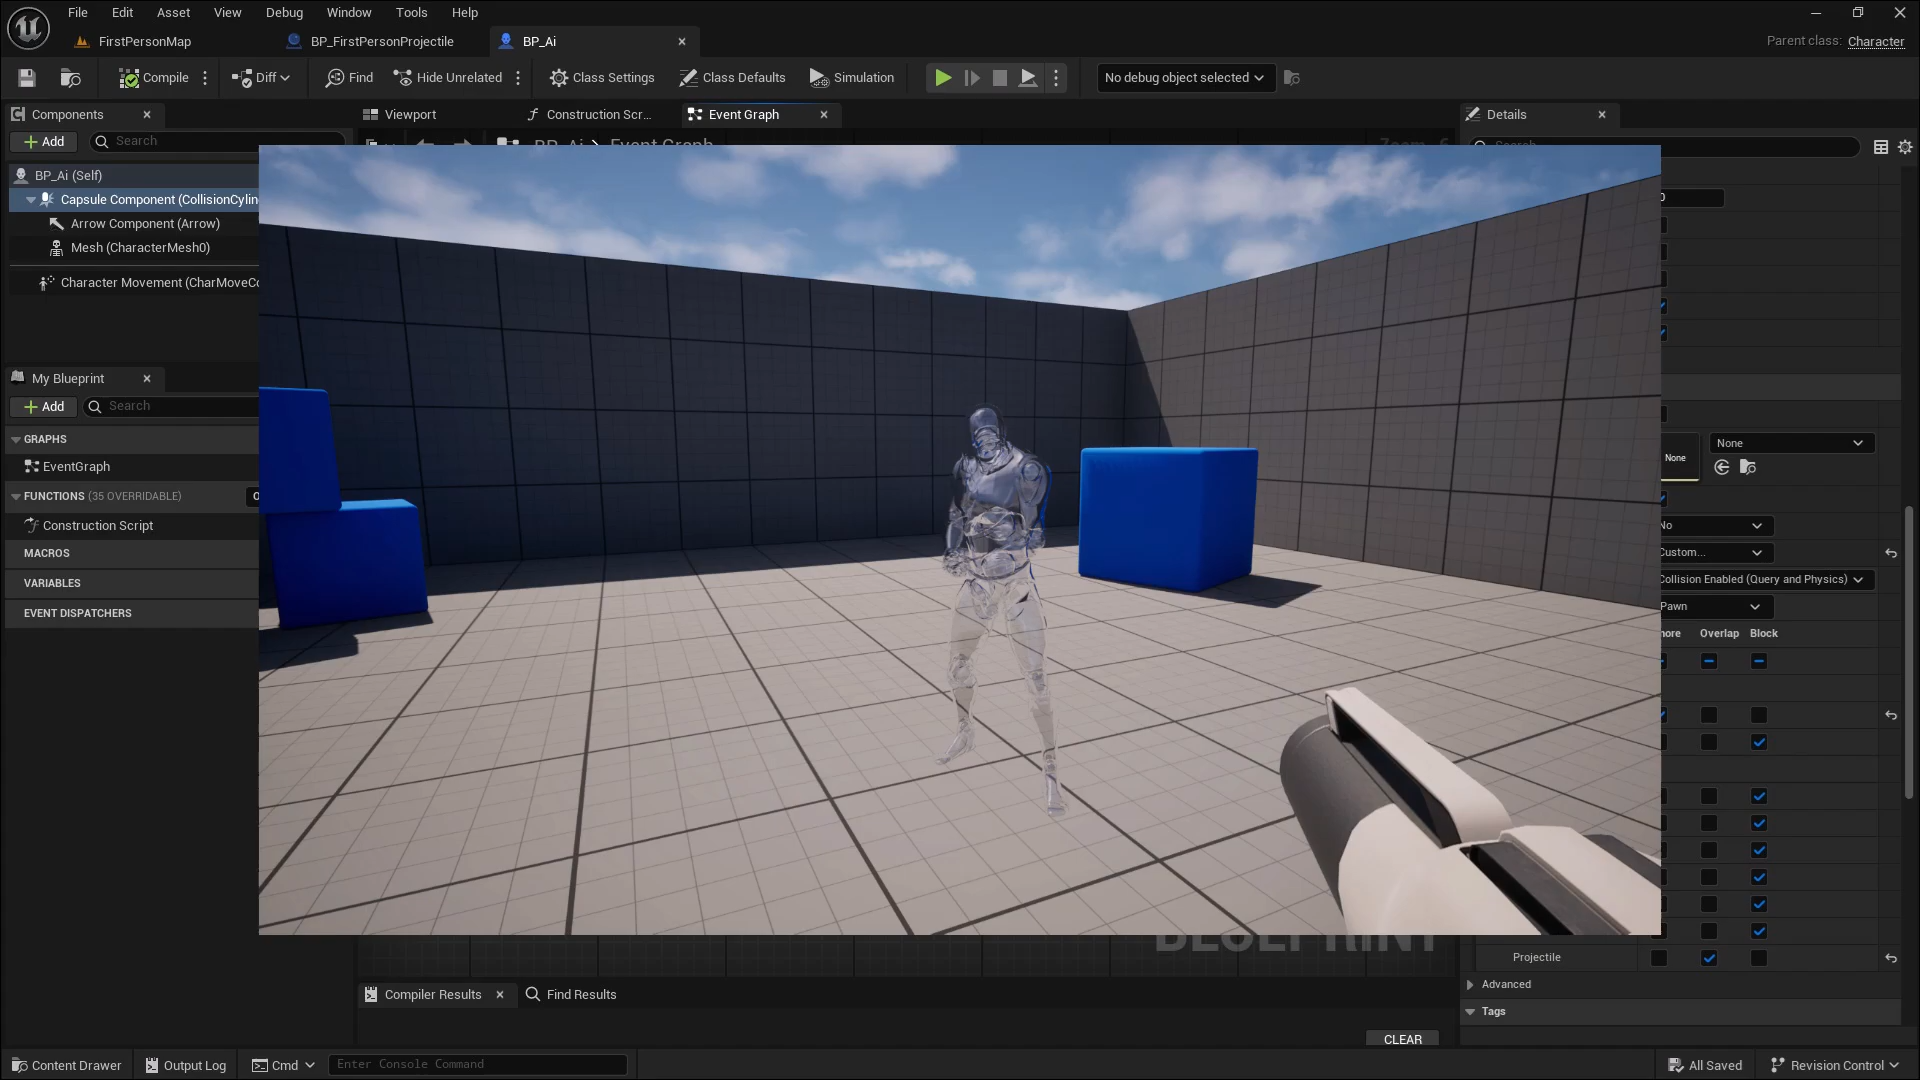 File Edit Asset View Debug Window Tools Help
FirstPersonMap BP_FirstPersonProjectile BP_Ai Parent class: Character
Compile Diff Find Hide Unrelated Class Settings Class Defaults Simulation No debug object selected
Components Viewport Construction Scr... Event Graph Details
Add Search BP_Ai > Event Graph Zoom Search
BP_Ai (Self)
Capsule Component (CollisionCylin
Arrow Component (Arrow)
Mesh (CharacterMesh0)
Character Movement (CharMoveCo
My Blueprint
Add Search
GRAPHS
EventGraph
FUNCTIONS (35 OVERRIDABLE)
Construction Script
MACROS
VARIABLES
EVENT DISPATCHERS
0
None None
No
Custom...
Collision Enabled (Query and Physics)
Pawn
nore Overlap Block
BLUEPRINT
Projectile
Advanced
Tags
Compiler Results Find Results
CLEAR
Content Drawer Output Log Cmd Enter Console Command All Saved Revision Control